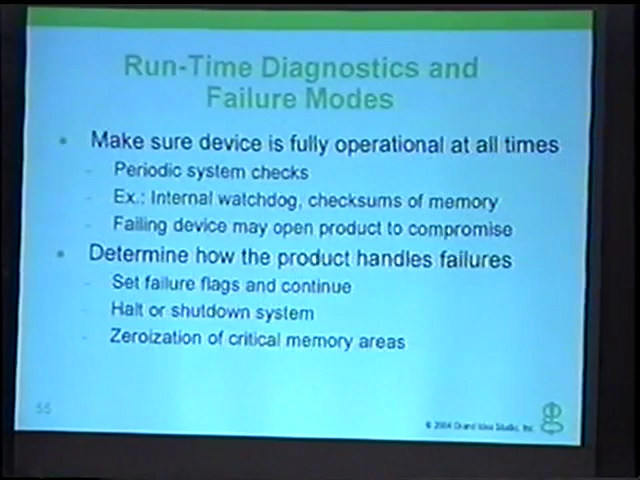 Run-Time Diagnostics and
Failure Modes
• Make sure device is fully operational at all times
- Periodic system checks
- Ex.: Internal watchdog, checksums of memory
- Failing device may open product to compromise
• Determine how the product handles failures
- Set failure flags and continue
- Halt or shutdown system
- Zeroization of critical memory areas
55
© 2004 Grand Idea Studio, Inc.